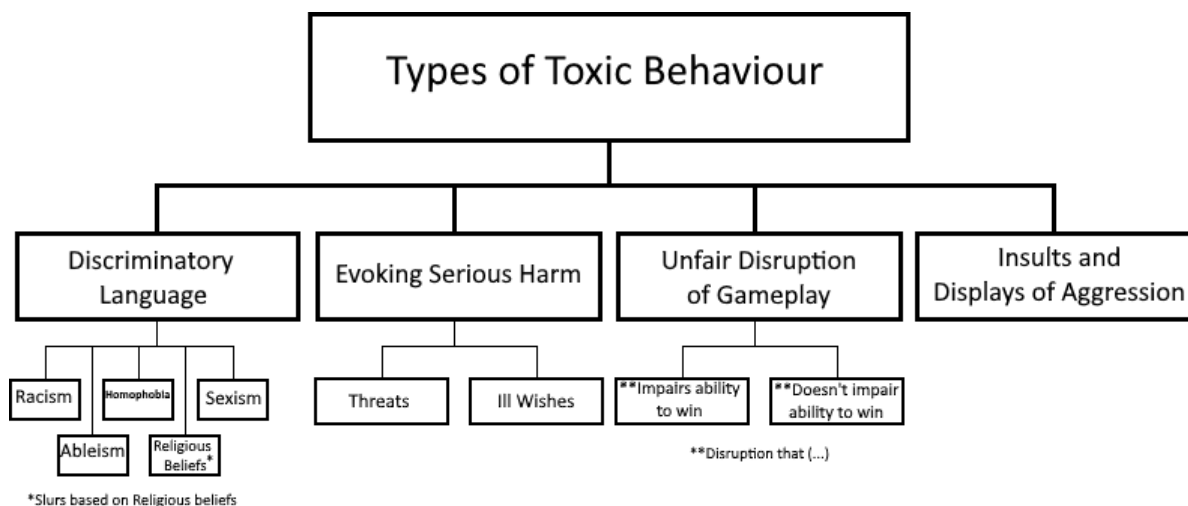 Types of Toxic Behaviour
Discriminatory
Language
Evoking Serious Harm
Unfair Disruption
of Gameplay
Insults and
Displays of Aggression
Racism
Homophobia
Sexism
Ableism
Religious
Beliefs*
*Slurs based on Religious beliefs
Threats
Ill Wishes
**Impairs ability
to win
**Doesn't impair
ability to win
**Disruption that (...)